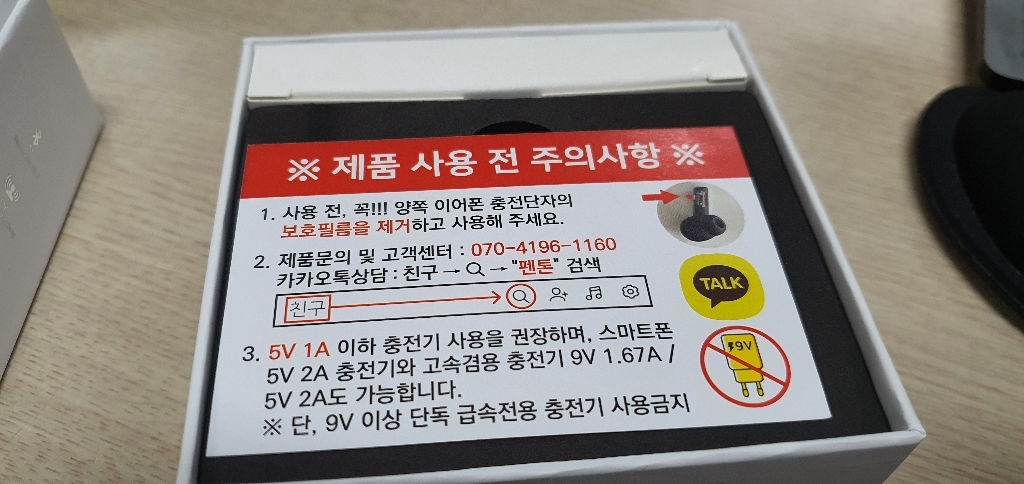 ※ 제품 사용 전 주의사항 ※
1. 사용 전, 꼭!!! 양쪽 이어폰 충전단자의
보호필름을 제거하고 사용해 주세요.
2. 제품문의 및 고객센터 : 070-4196-1160
카카오톡상담 : 친구 → → "펜톤" 검색
친구
TALK
3. 5V 1A 이하 충전기 사용을 권장하며, 스마트폰
5V 2A 충전기와 고속겸용 충전기 9V 1.67A /
5V 2A도 가능합니다.
※ 단, 9V 이상 단독 급속전용 충전기 사용금지
9V